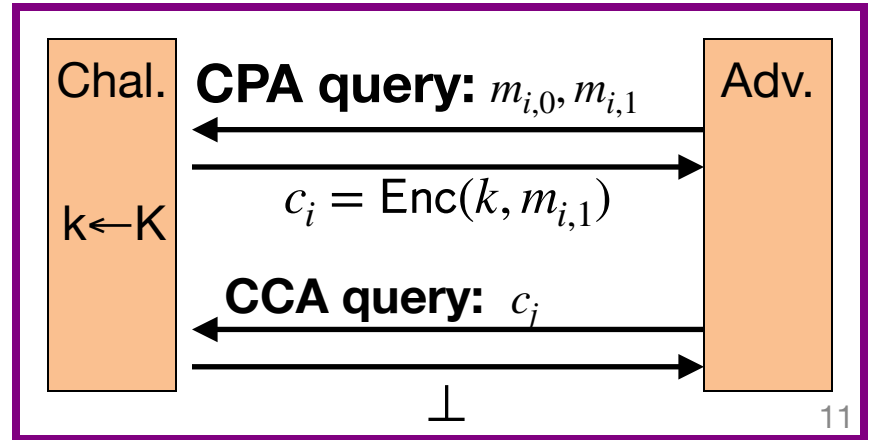 Chal.
CPA query: m_{i,0}, m_{i,1}
Adv.
c_i = Enc(k, m_{i,1})
k←K
CCA query: c_j
⊥
11